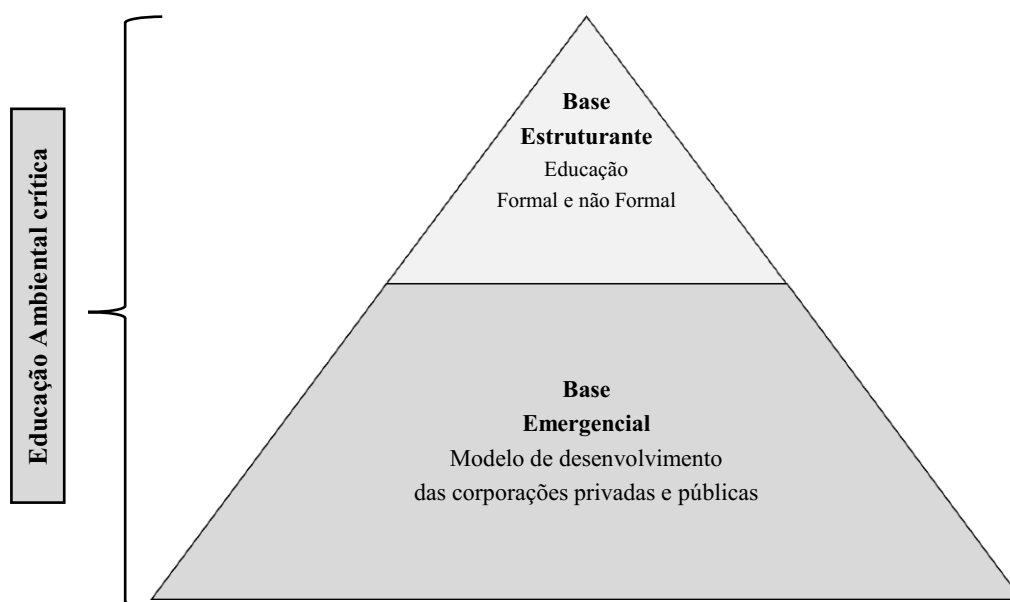 Educação Ambiental crítica
Base
Estruturante
Educação
Formal e não Formal
Base
Emergencial
Modelo de desenvolvimento
das corporações privadas e públicas